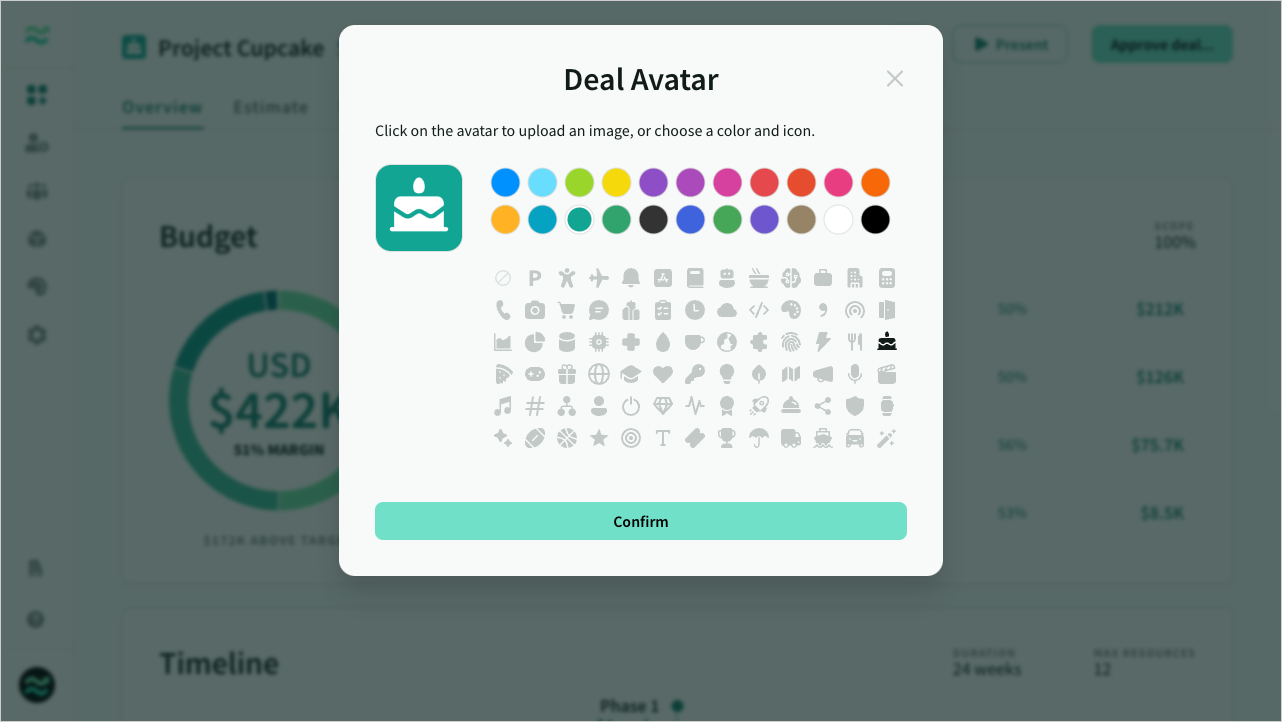 Project Cupcake
Present
Approve deal...
Overview
Estimate
Deal Avatar
Click on the avatar to upload an image, or choose a color and icon.
P
T
Confirm
Budget
SCOPE
100%
USD
$422K
51% MARGIN
$172K ABOVE
50%
$212K
50%
$126K
56%
$75.7K
53%
$8.5K
Timeline
DURATION
24 weeks
MAX RESOURCES
12
Phase 1